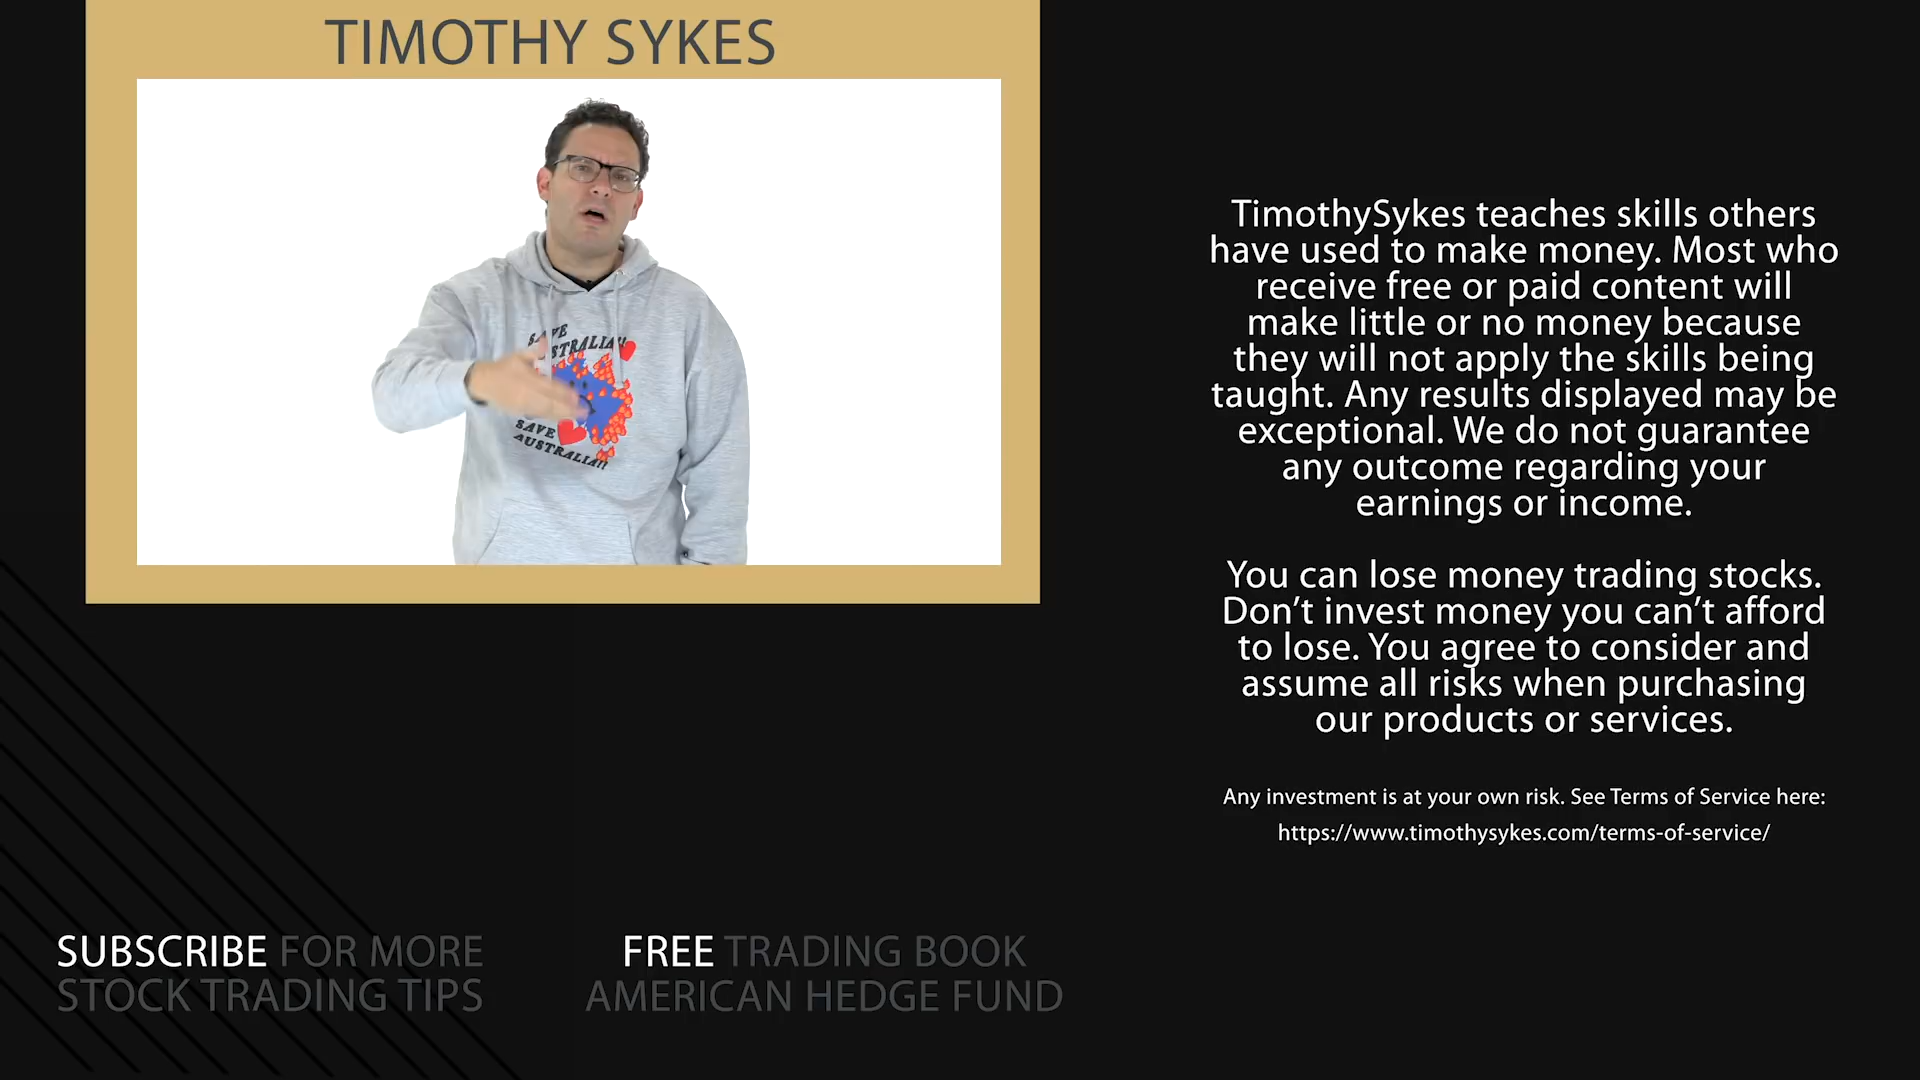 TIMOTHY SYKES
SAVE
AUSTRALIA!!
TimothySykes teaches skills others
have used to make money. Most who
receive free or paid content will
make little or no money because
they will not apply the skills being
taught. Any results displayed may be
exceptional. We do not guarantee
any outcome regarding your
earnings or income.
You can lose money trading stocks.
Don’t invest money you can’t afford
to lose. You agree to consider and
assume all risks when purchasing
our products or services.
Any investment is at your own risk. See Terms of Service here:
https://www.timothysykes.com/terms-of-service/
SUBSCRIBE FOR MORE
STOCK TRADING TIPS
FREE TRADING BOOK
AMERICAN HEDGE FUND